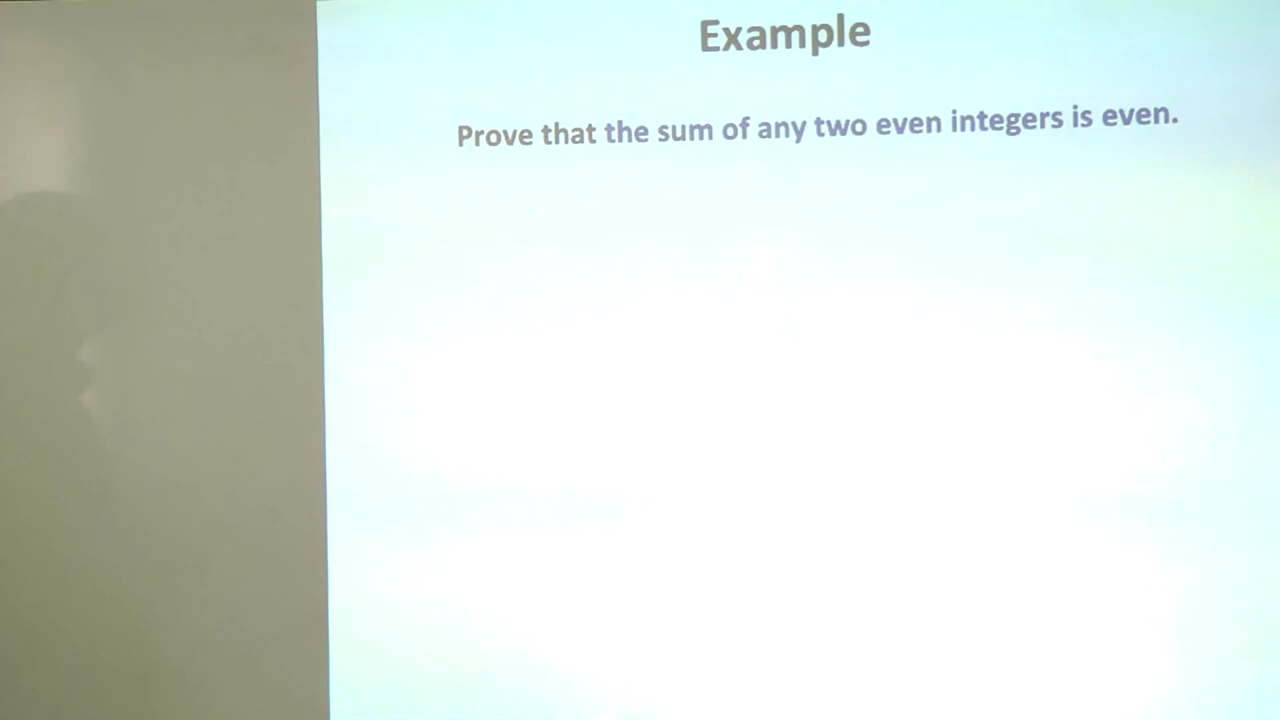 Example
Prove that the sum of any two even integers is even.